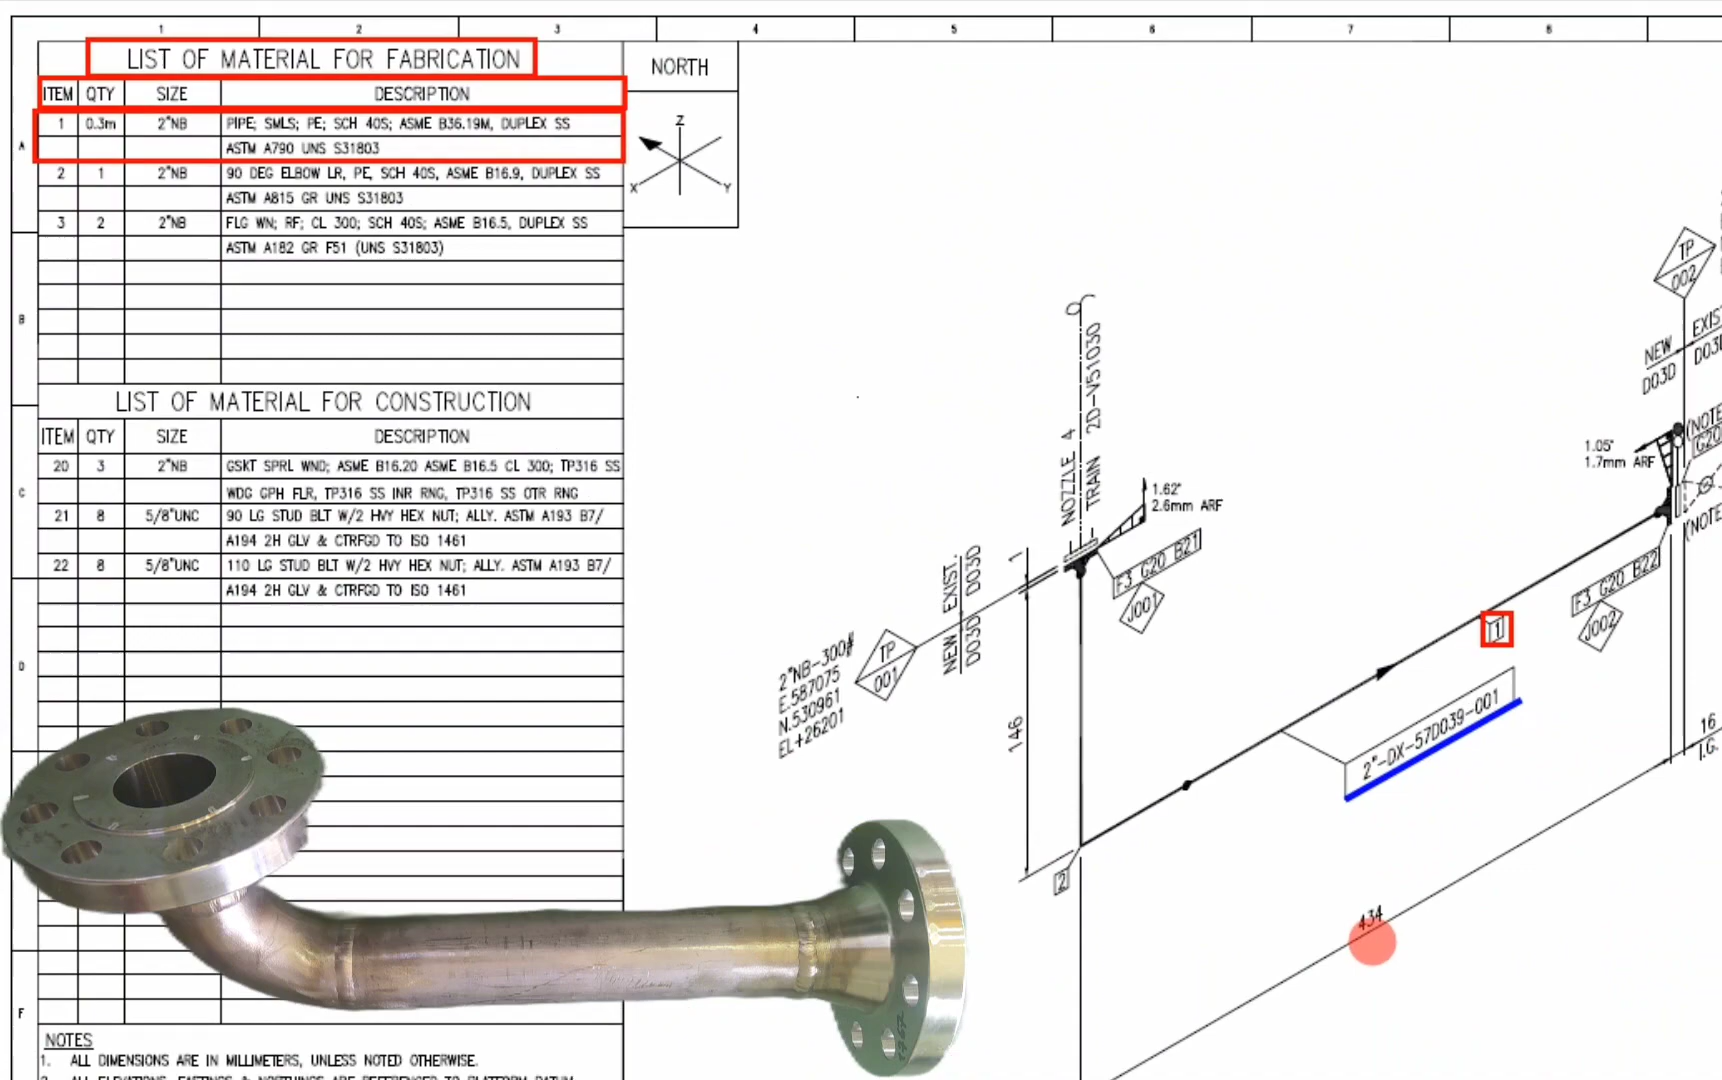 1 2 3 4 5 6 7 8
LIST OF MATERIAL FOR FABRICATION
ITEM QTY SIZE DESCRIPTION
1 0.3m 2"NB PIPE; SMLS; PE; SCH 40S; ASME B36.19M, DUPLEX SS
ASTM A790 UNS S31803
2 1 2"NB 90 DEG ELBOW LR, PE, SCH 40S, ASME B16.9, DUPLEX SS
ASTM A815 GR UNS S31803
3 2 2"NB FLG WN; RF; CL 300; SCH 40S; ASME B16.5, DUPLEX SS
ASTM A182 GR F51 (UNS S31803)
LIST OF MATERIAL FOR CONSTRUCTION
ITEM QTY SIZE DESCRIPTION
20 3 2"NB GSKT SPRL WND; ASME B16.20 ASME B16.5 CL 300; TP316 SS
WDG GPH FLR, TP316 SS INR RNG, TP316 SS OTR RNG
21 8 5/8"UNC 90 LG STUD BLT W/2 HVY HEX NUT; ALLY. ASTM A193 B7/
A194 2H GLV & CTRFGD TO ISO 1461
22 8 5/8"UNC 110 LG STUD BLT W/2 HVY HEX NUT; ALLY. ASTM A193 B7/
A194 2H GLV & CTRFGD TO ISO 1461
NOTES
1. ALL DIMENSIONS ARE IN MILLIMETERS, UNLESS NOTED OTHERWISE.
A
B
C
D
F
NORTH
Z
X
Y
NOZZLE 4
TRAIN 2D-V51030
1.62°
2.6mm ARF
F3 G20 B21
J001
1
EXIST.
D03D
NEW
D03D
TP
001
2"NB-300#
E.587075
N.530961
EL+26201
146
2
1
2"-DX-57D039-001
434
TP
002
NEW
D03D
EXIS
D03D
1.05°
1.7mm ARF
(NOTE
G20
(NOTE
F3 G20 B22
J002
16
I.G.